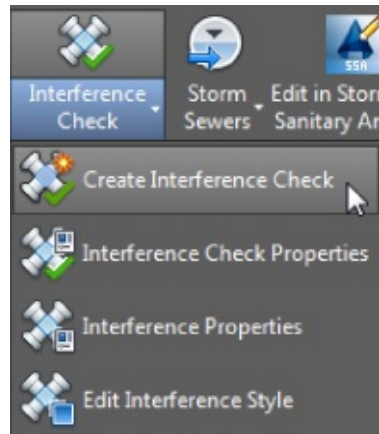 SSA
Interference Storm Edit in Stor
Check Sewers Sanitary An
Create Interference Check
Interference Check Properties
Interference Properties
Edit Interference Style